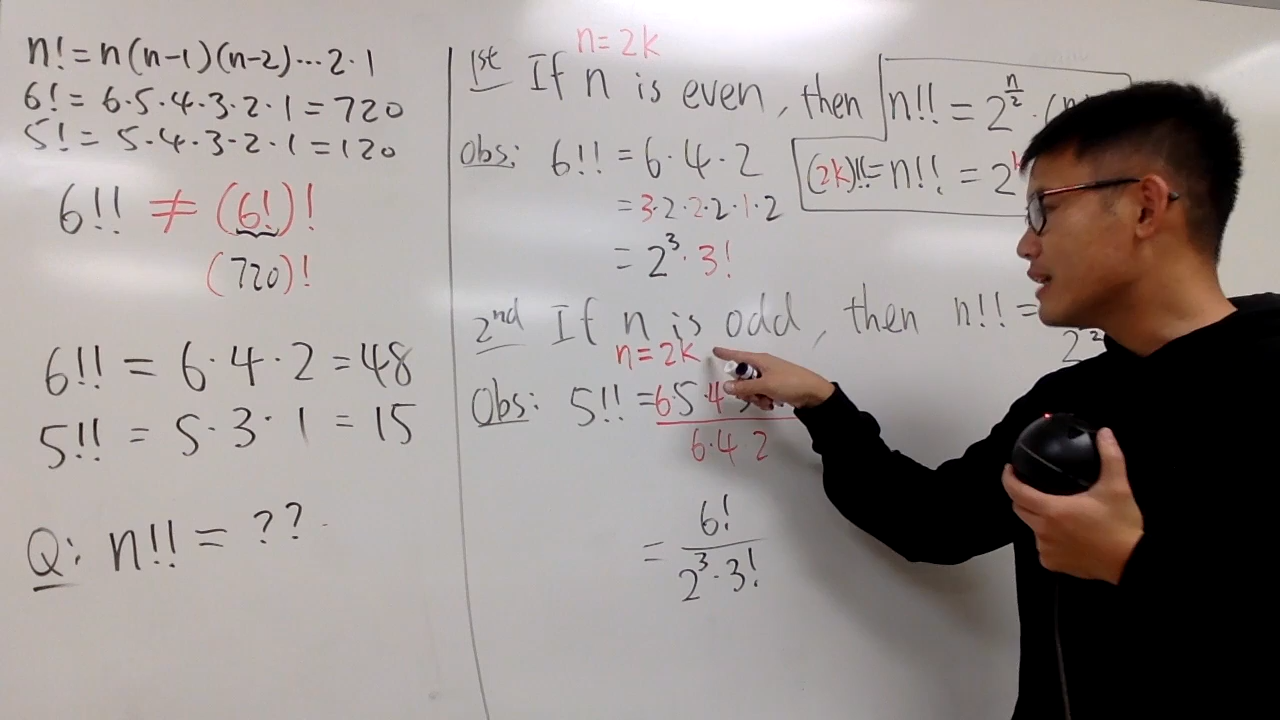 n! = n(n-1)(n-2)...2·1
6! = 6·5·4·3·2·1 = 720
5! = 5·4·3·2·1 = 120
6!! ≠ (6!)!
(720)!
6!! = 6·4·2 = 48
5!! = 5·3·1 = 15
Q: n!! = ??
n=2k
1st If n is even, then n!! = 2^(n/2)·(
Obs: 6!! = 6·4·2
(2k)!! = n!! = 2
= 3·2·2·2·1·2
= 2^3·3!
2nd If n is odd, then n!! =
n=2k
Obs: 5!! = 6·5·4
6·4·2
= 6!
2^3·3!